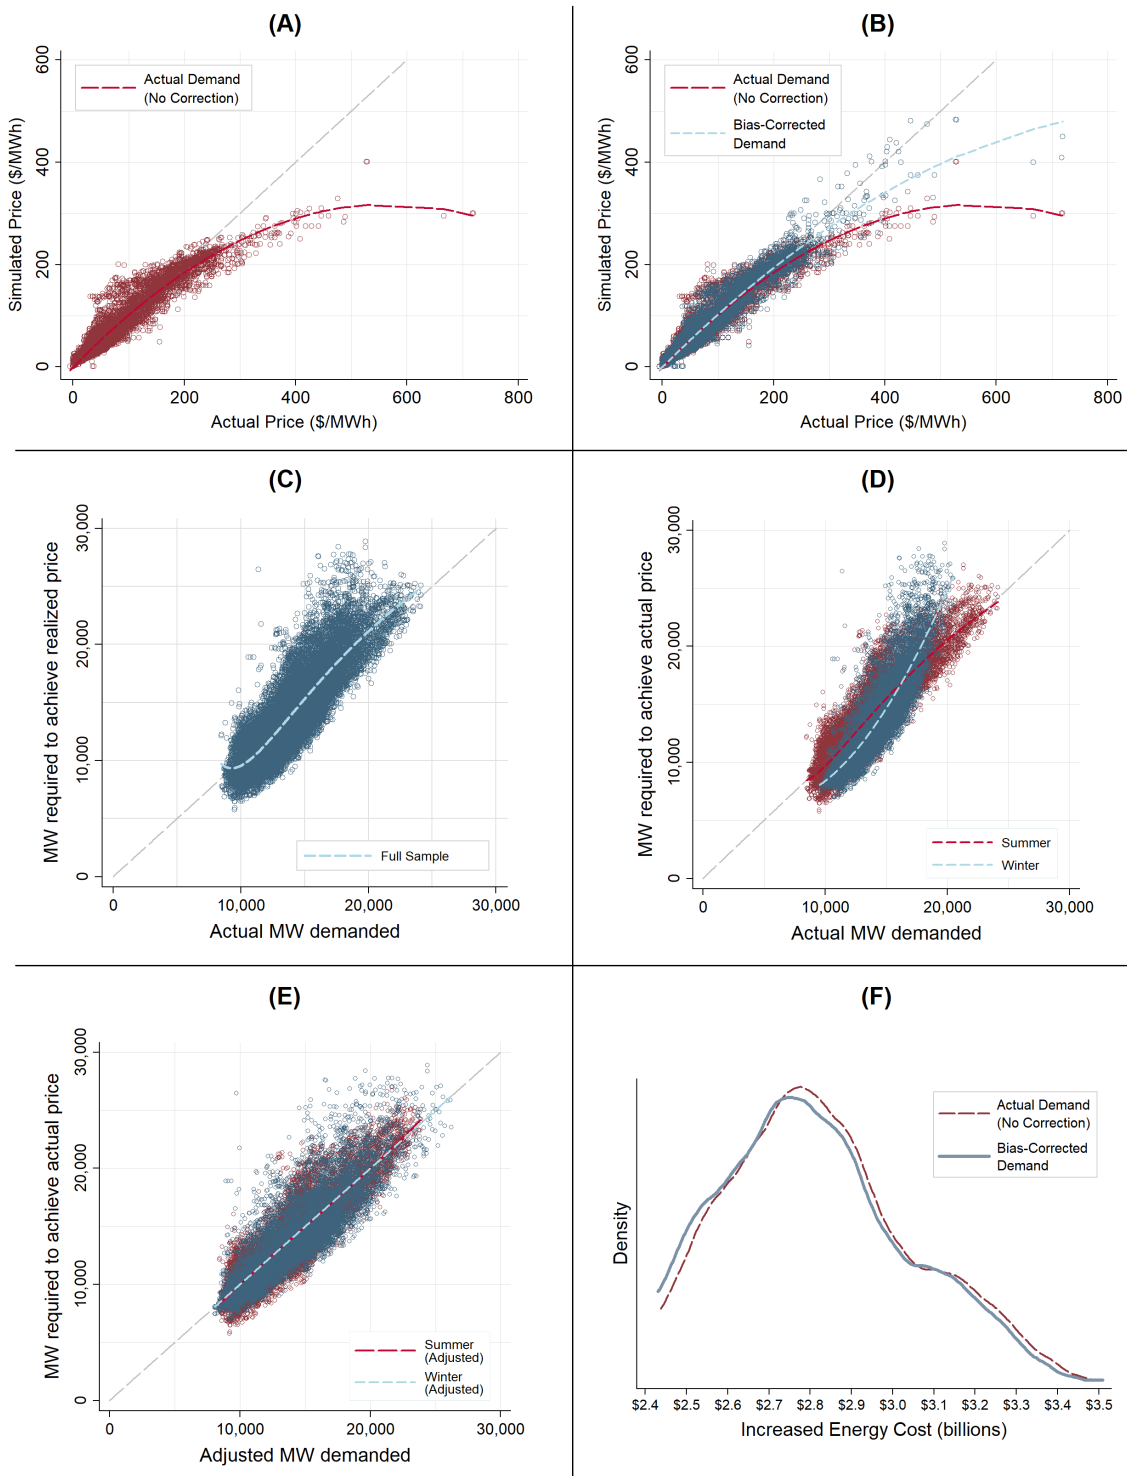 (A)
Simulated Price ($/MWh)
600
400
200
0
Actual Demand
(No Correction)
0 200 400 600 800
Actual Price ($/MWh)
(B)
Simulated Price ($/MWh)
600
400
200
0
Actual Demand
(No Correction)
Bias-Corrected
Demand
0 200 400 600 800
Actual Price ($/MWh)
(C)
MW required to achieve realized price
30,000
20,000
10,000
0
Full Sample
0 10,000 20,000 30,000
Actual MW demanded
(D)
MW required to achieve actual price
30,000
20,000
10,000
0
Summer
Winter
0 10,000 20,000 30,000
Actual MW demanded
(E)
MW required to achieve actual price
30,000
20,000
10,000
0
Summer
(Adjusted)
Winter
(Adjusted)
0 10,000 20,000 30,000
Adjusted MW demanded
(F)
Density
Actual Demand
(No Correction)
Bias-Corrected
Demand
$2.4 $2.5 $2.6 $2.7 $2.8 $2.9 $3.0 $3.1 $3.2 $3.3 $3.4 $3.5
Increased Energy Cost (billions)